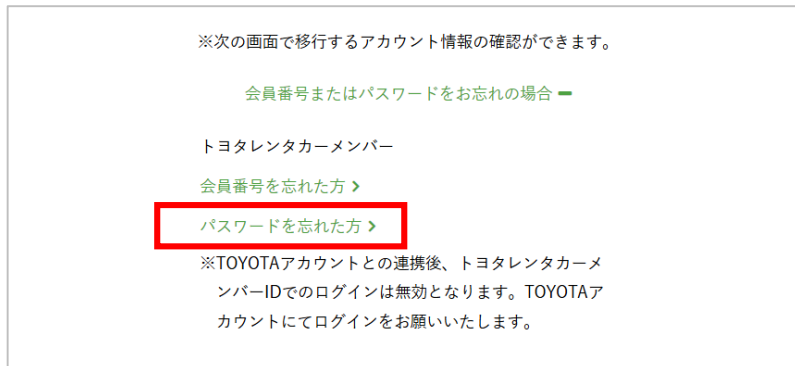 ※次の画面で移行するアカウント情報の確認ができます。
会員番号またはパスワードをお忘れの場合
トヨタレンタカーメンバー
会員番号を忘れた方
パスワードを忘れた方
※TOYOTAアカウントとの連携後、トヨタレンタカーメ
ンバーIDでのログインは無効となります。TOYOTAア
カウントにてログインをお願いいたします。